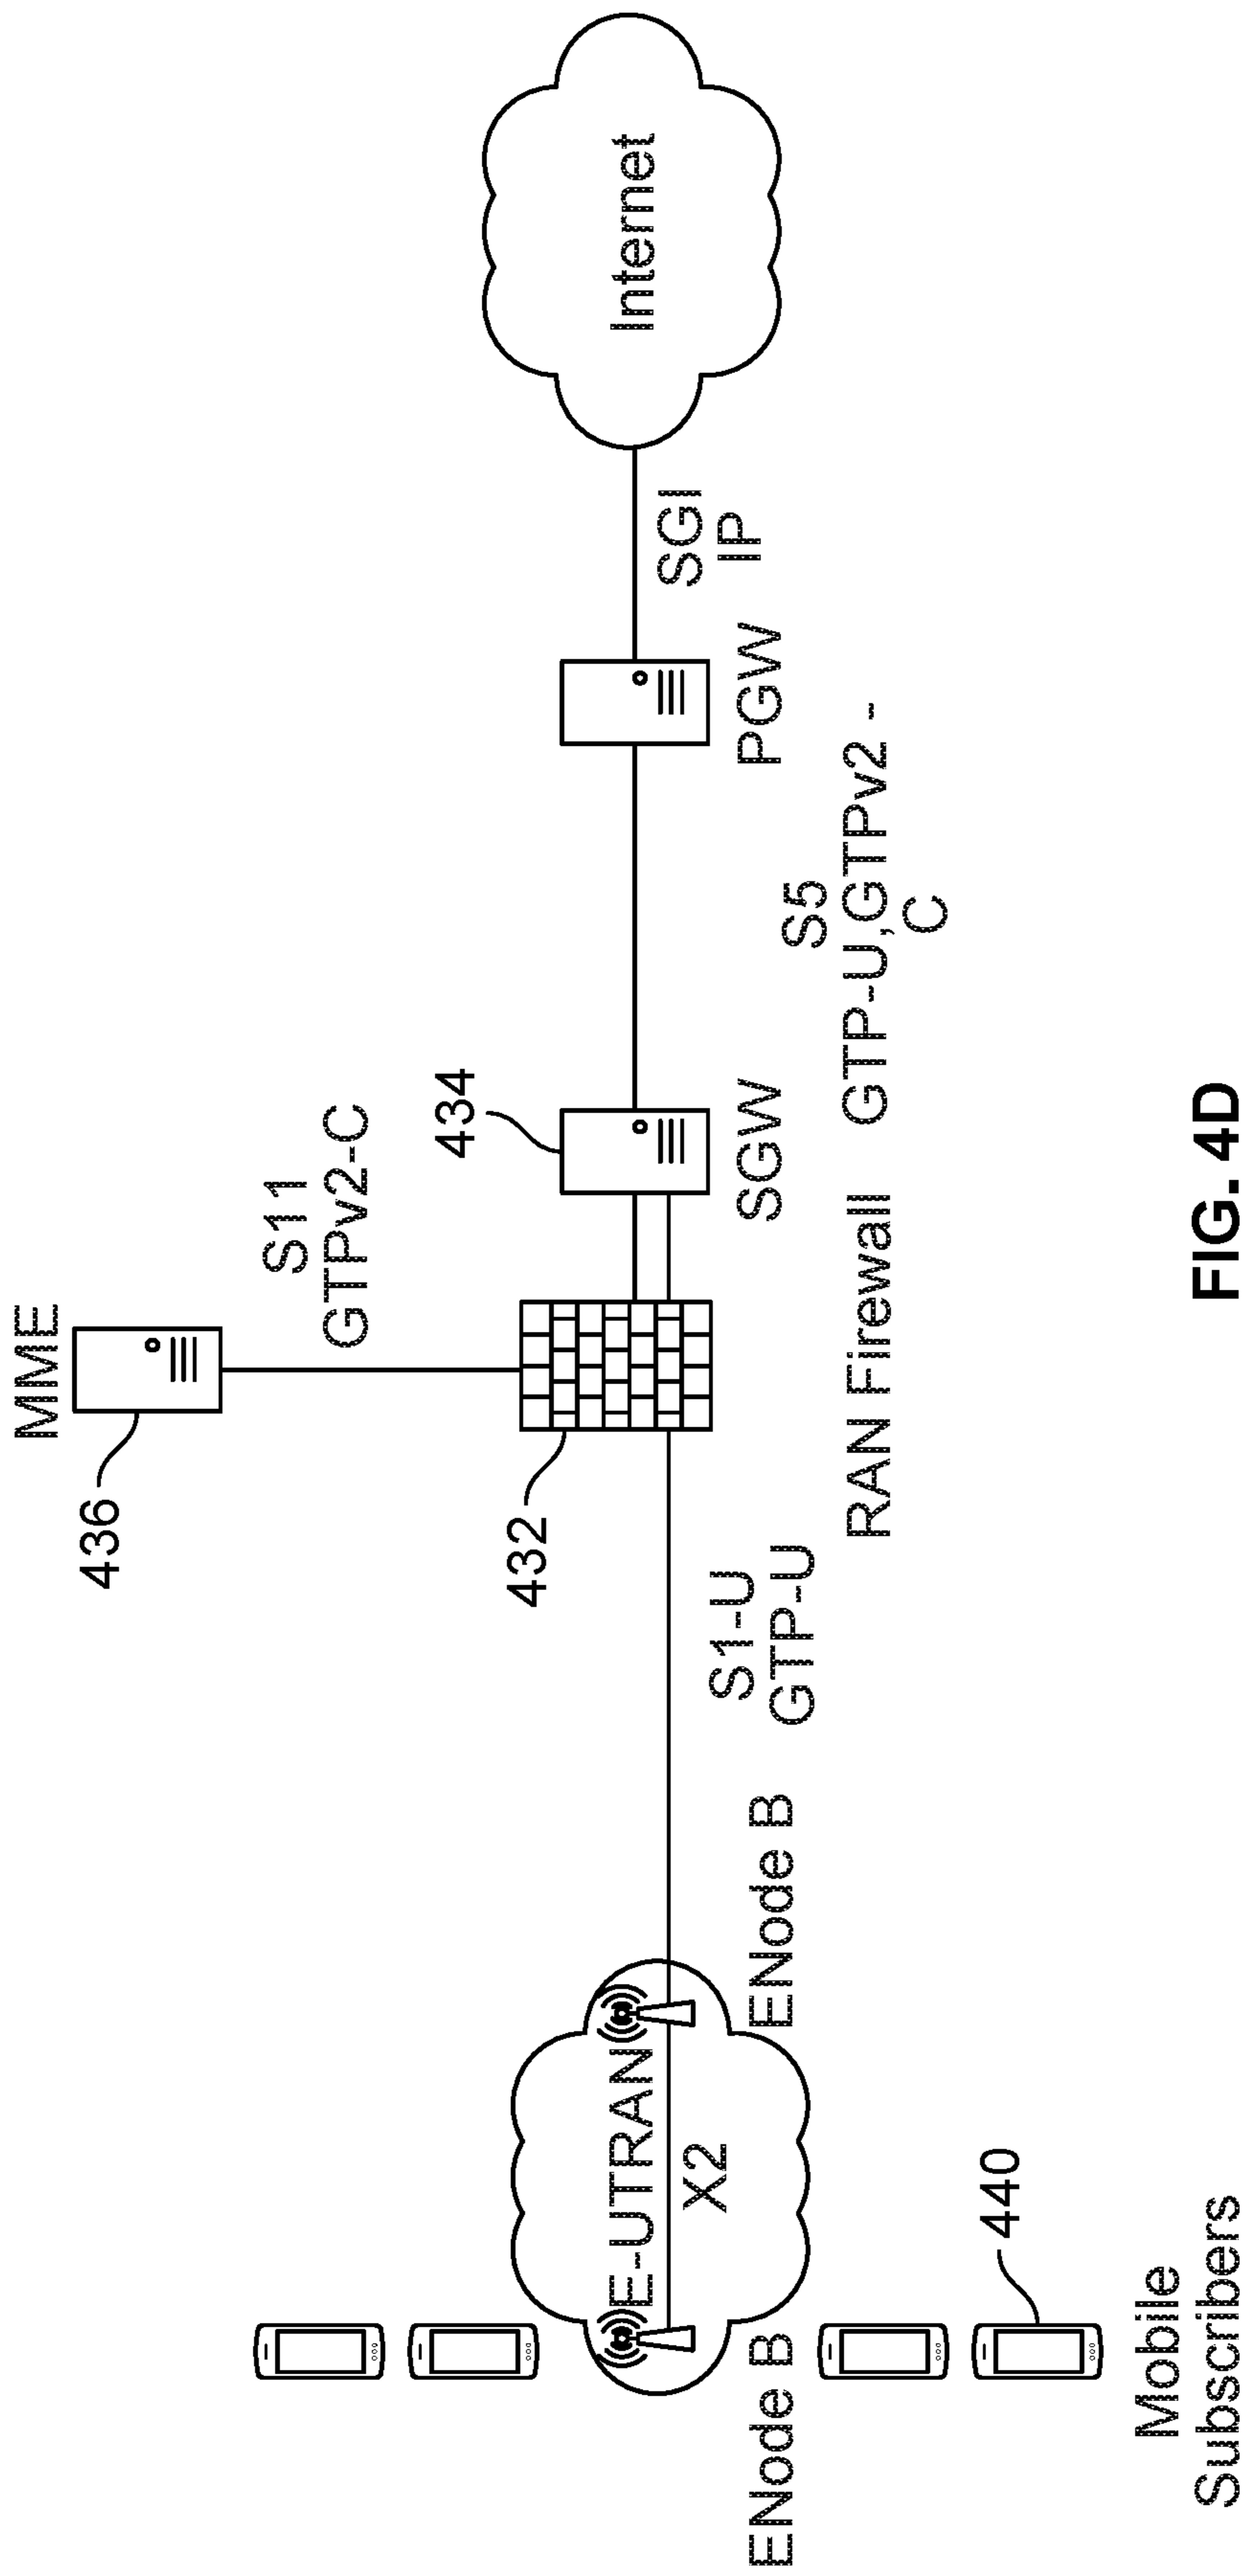 MME
436
S11
GTPv2-C
434
432
Internet
SGI
IP
PGW
SGW
S5
GTP-U,GTPv2 -
C
RAN Firewall
S1-U
GTP-U
E-UTRAN
X2
ENode B
ENode B
440
Mobile
Subscribers
FIG. 4D